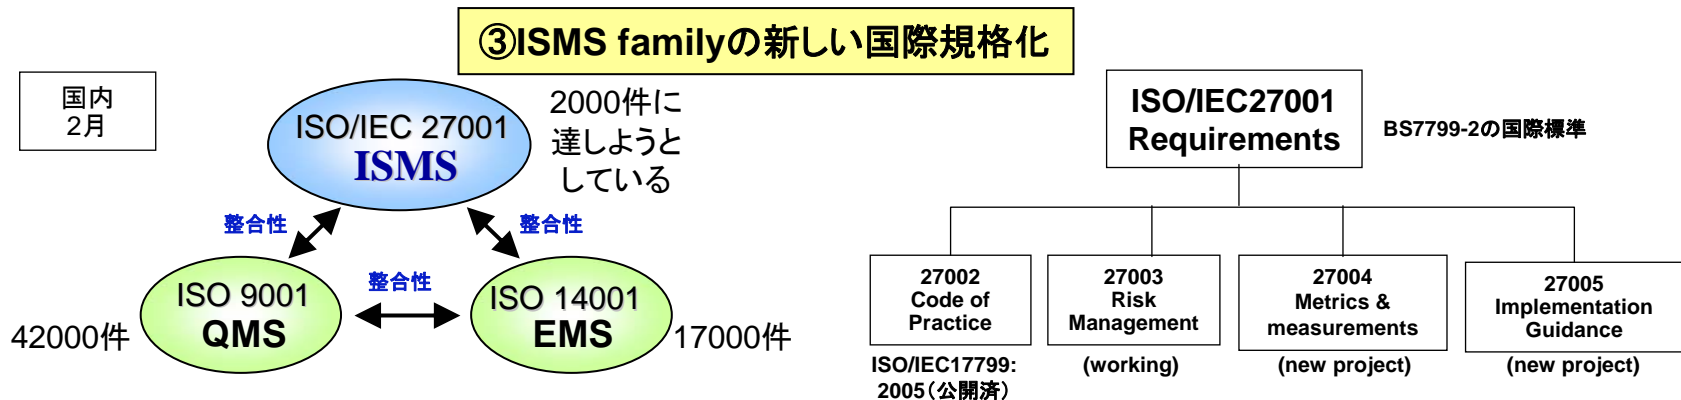 ③ISMS familyの新しい国際規格化
国内
2月
ISO/IEC 27001
ISMS
2000件に
達しようと
している
整合性
整合性
整合性
ISO 9001
QMS
42000件
ISO 14001
EMS
17000件
ISO/IEC27001
Requirements
BS7799-2の国際標準
27002
Code of
Practice
ISO/IEC17799:
2005(公開済)
27003
Risk
Management
(working)
27004
Metrics &
measurements
(new project)
27005
Implementation
Guidance
(new project)